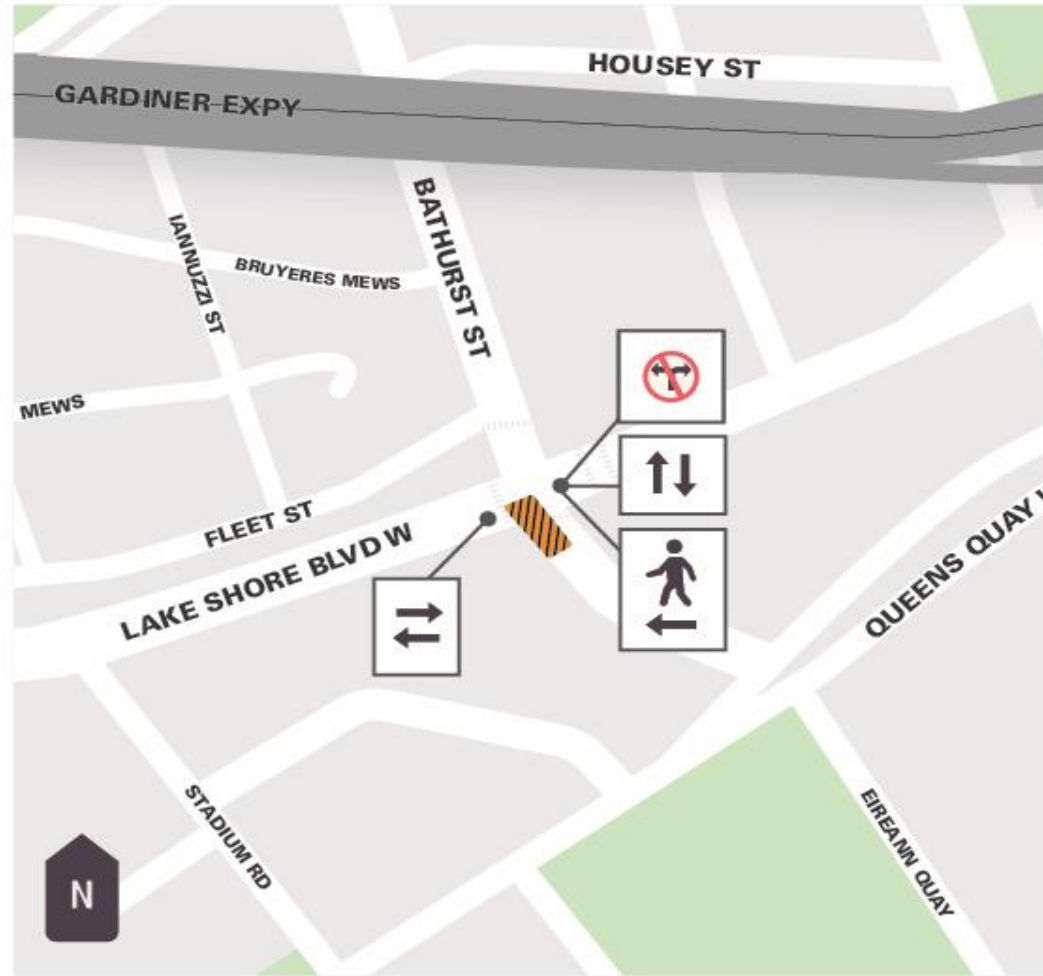 HOUSEY ST
GARDINER EXPY
BATHURST ST
IANNUZZI ST
BRUYERES MEWS
MEWS
FLEET ST
LAKE SHORE BLVD W
QUEENS QUAY
STADIUM RD
EIREANN QUAY
N